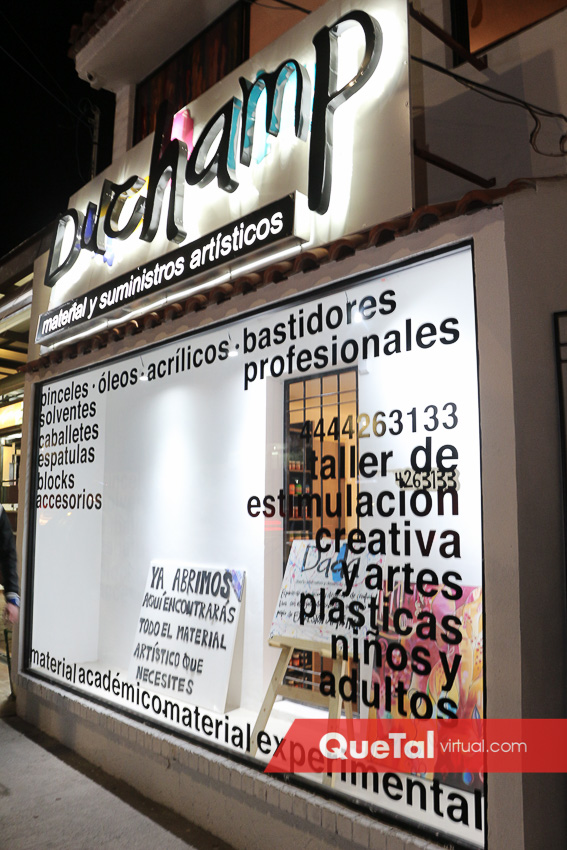 Duchamp
material y suministros artísticos
pinceles · óleos · acrílicos · bastidores
profesionales
solventes
caballetes
espatulas
blocks
accesorios
4444263133
taller de
4263133
estimulación
creativa
y artes
plásticas
niños y
adultos
YA ABRIMOS
AQUÍ ENCONTRARÁS
TODO EL MATERIAL
ARTÍSTICO QUE
NECESITES
material académico·material experimental
QueTal virtual.com